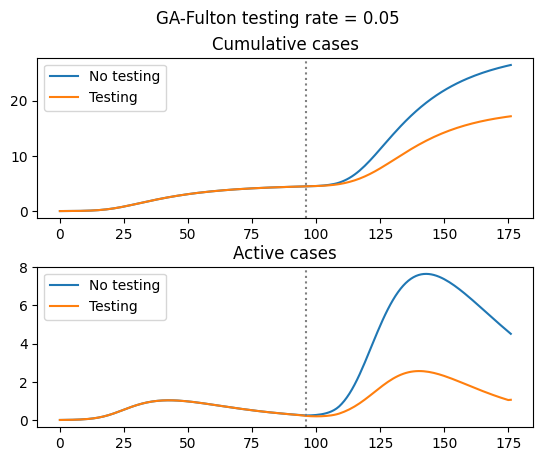 GA-Fulton testing rate = 0.05
Cumulative cases
No testing
Testing
20
10
0
0 25 50 75 100 125 150 175
Active cases
No testing
Testing
8
6
4
2
0
0 25 50 75 100 125 150 175